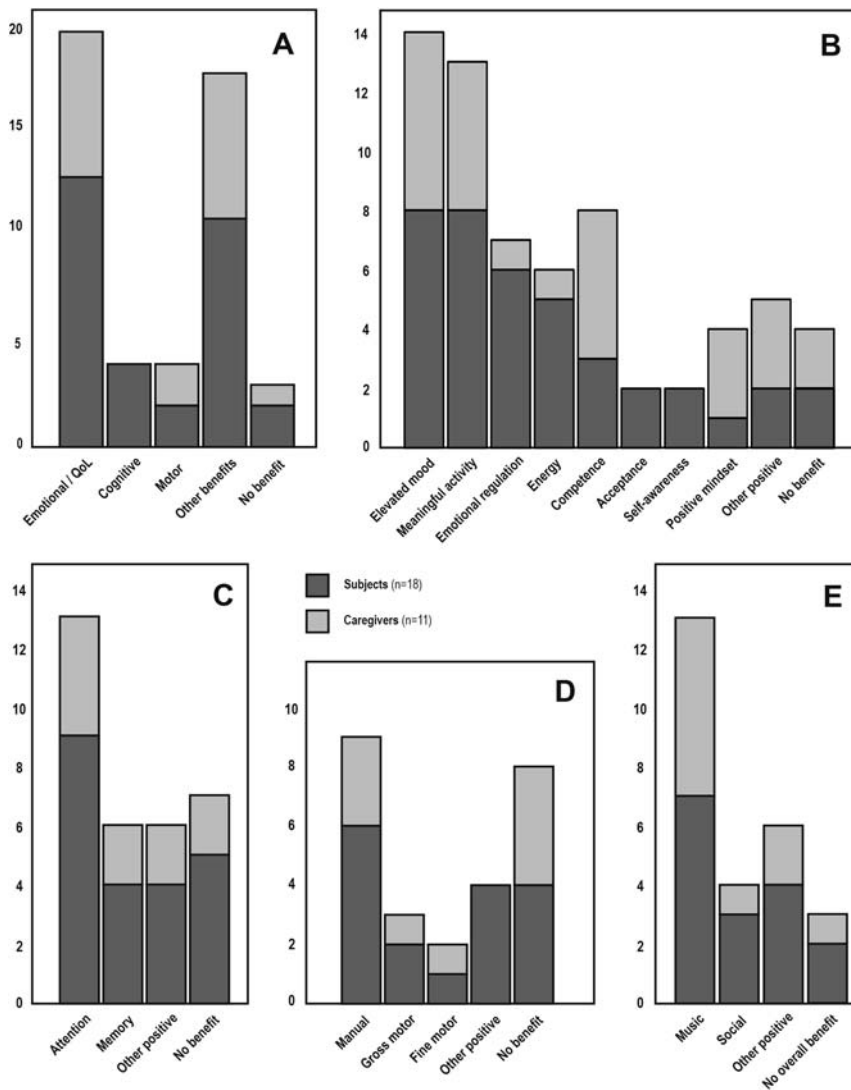 A
20
15
10
5
0
Emotional / QoL
Cognitive
Motor
Other benefits
No benefit
B
14
12
10
8
6
4
2
0
Elevated mood
Meaningful activity
Emotional regulation
Energy
Competence
Acceptance
Self-awareness
Positive mindset
Other positive
No benefit
C
14
12
10
8
6
4
2
0
Attention
Memory
Other positive
No benefit
Subjects (n=18)
Caregivers (n=11)
D
10
8
6
4
2
0
Manual
Gross motor
Fine motor
Other positive
No benefit
E
14
12
10
8
6
4
2
0
Music
Social
Other positive
No overall benefit